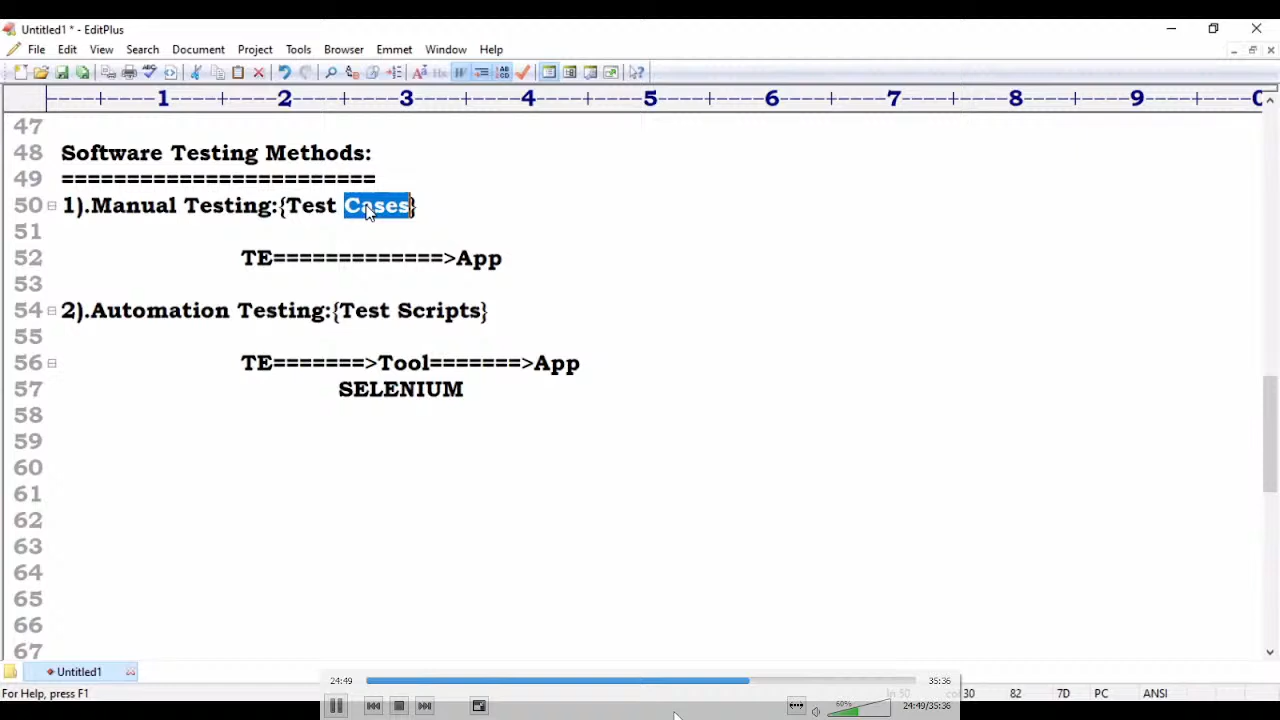 Untitled1 * - EditPlus
File Edit View Search Document Project Tools Browser Emmet Window Help
----+----1----+----2----+----3----+----4----+----5----+----6----+----7----+----8----+----9----+----0
47
48 Software Testing Methods:
49 ========================
50 1).Manual Testing:{Test Cases}
51
52 TE=============>App
53
54 2).Automation Testing:{Test Scripts}
55
56 TE=======>Tool=======>App
57 SELENIUM
58
59
60
61
62
63
64
65
66
67
Untitled1
24:49 35:36
For Help, press F1 ln 50 30 82 7D PC ANSI
60% 24:49/35:36